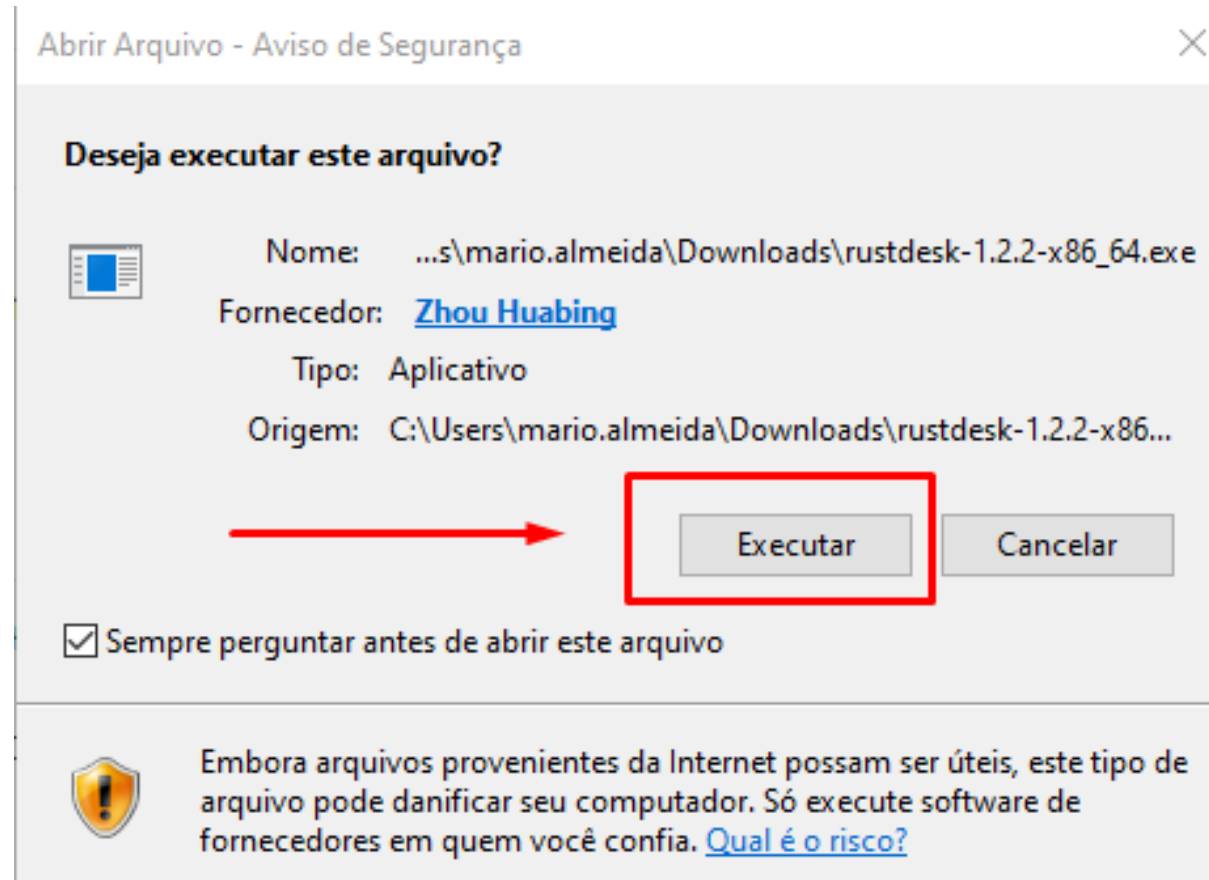 Abrir Arquivo - Aviso de Segurança
Deseja executar este arquivo?
Nome: ...s\mario.almeida\Downloads\rustdesk-1.2.2-x86_64.exe
Fornecedor: Zhou Huabing
Tipo: Aplicativo
Origem: C:\Users\mario.almeida\Downloads\rustdesk-1.2.2-x86...
Executar Cancelar
Sempre perguntar antes de abrir este arquivo
Embora arquivos provenientes da Internet possam ser úteis, este tipo de
arquivo pode danificar seu computador. Só execute software de
fornecedores em quem você confia. Qual é o risco?